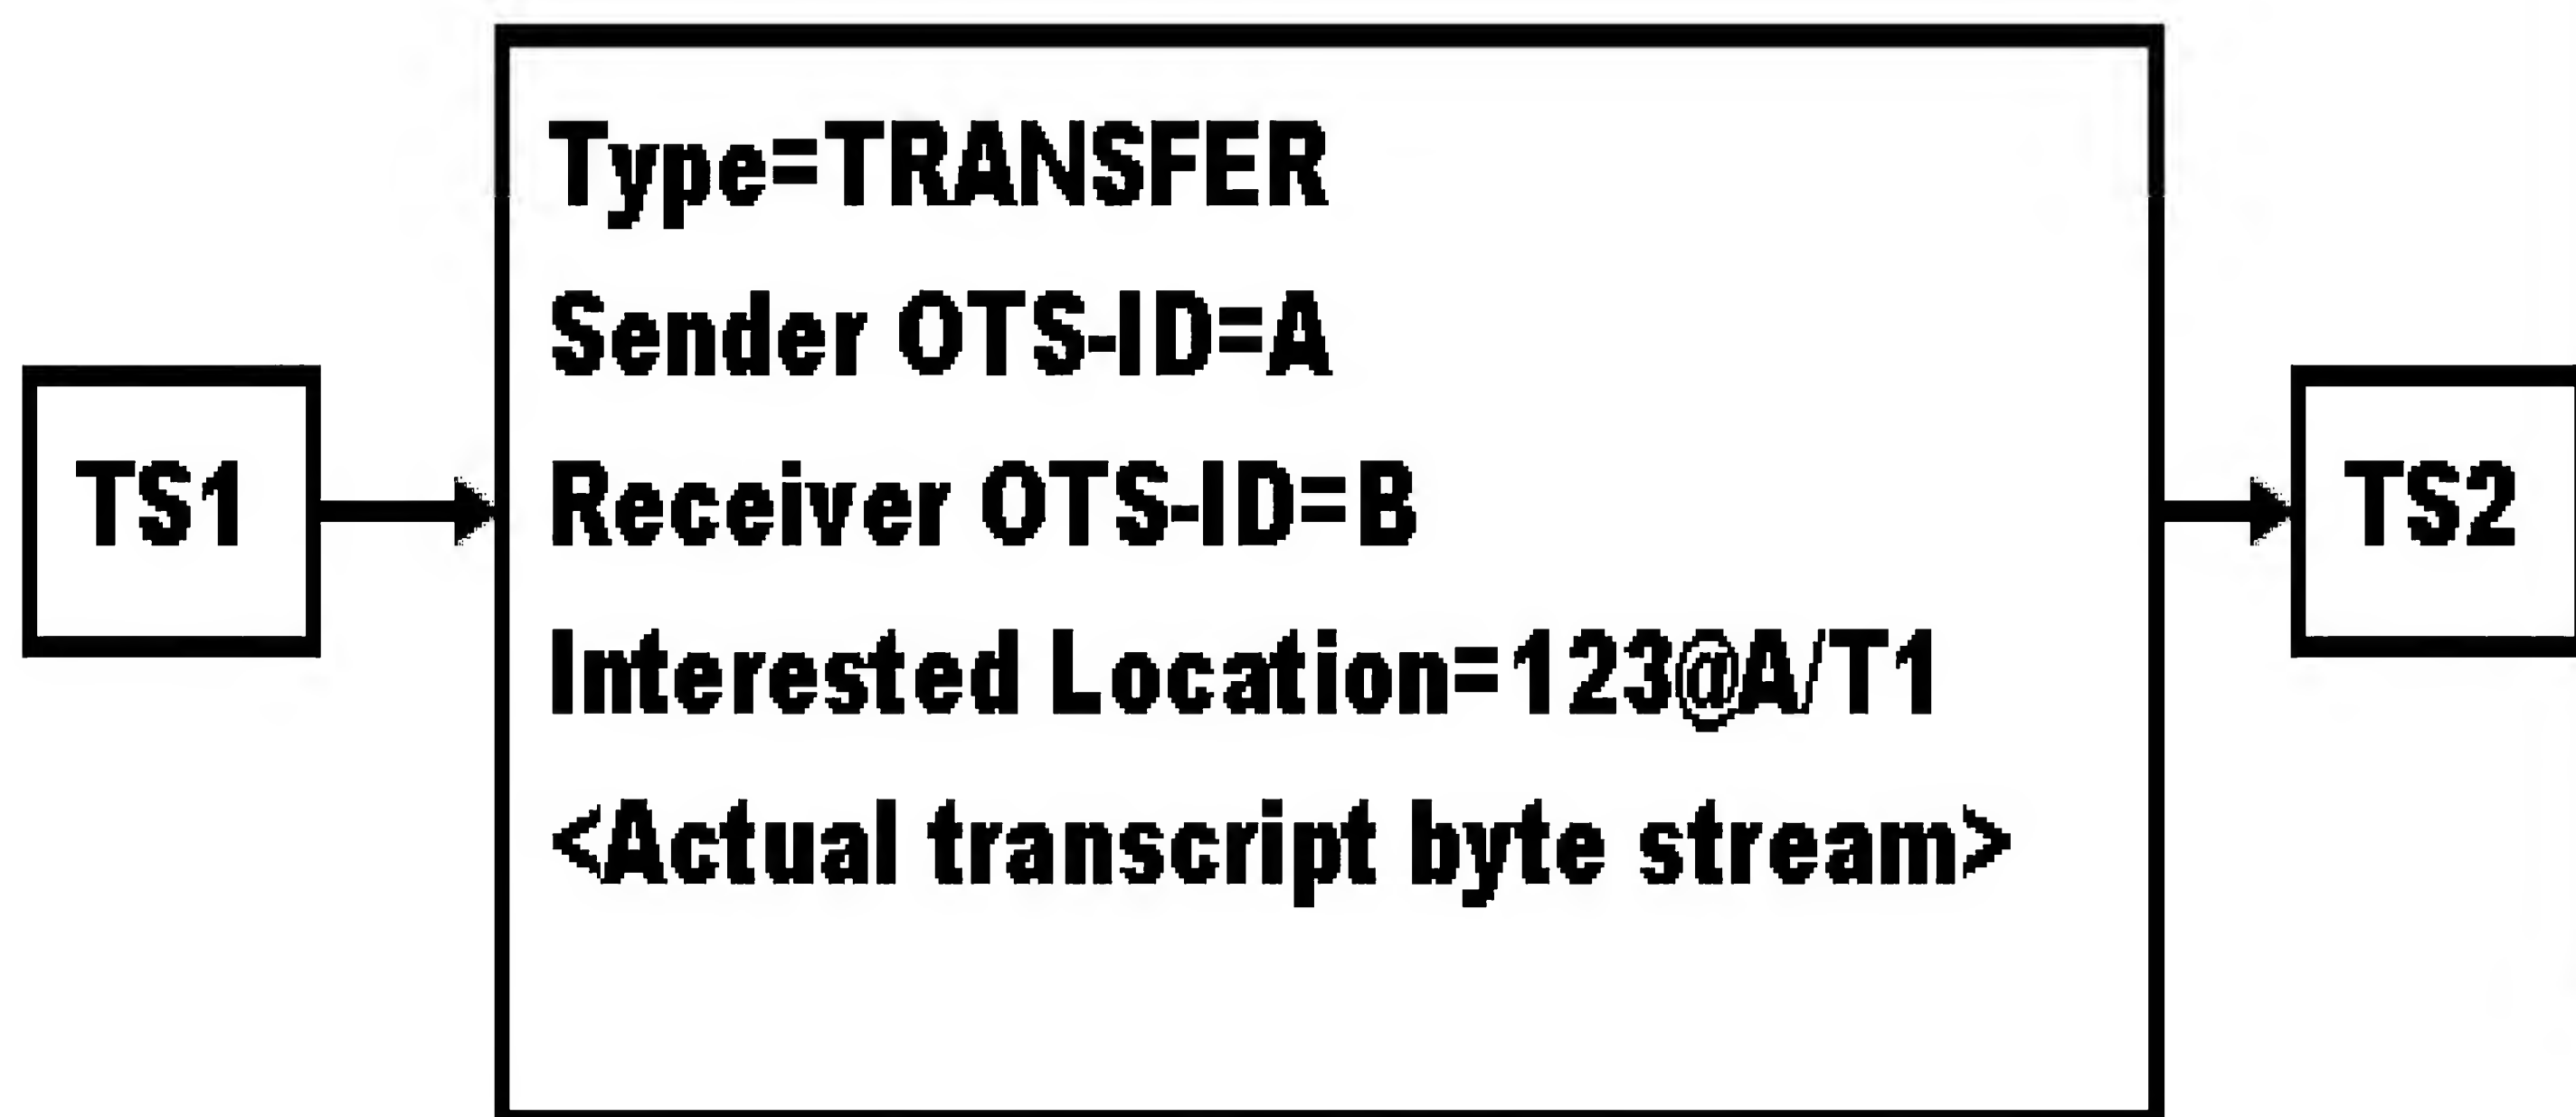 Type=TRANSFER
Sender OTS-ID=A
TS1
Receiver OTS-ID=B
TS2
Interested Location=123@A/T1
<Actual transcript byte stream>